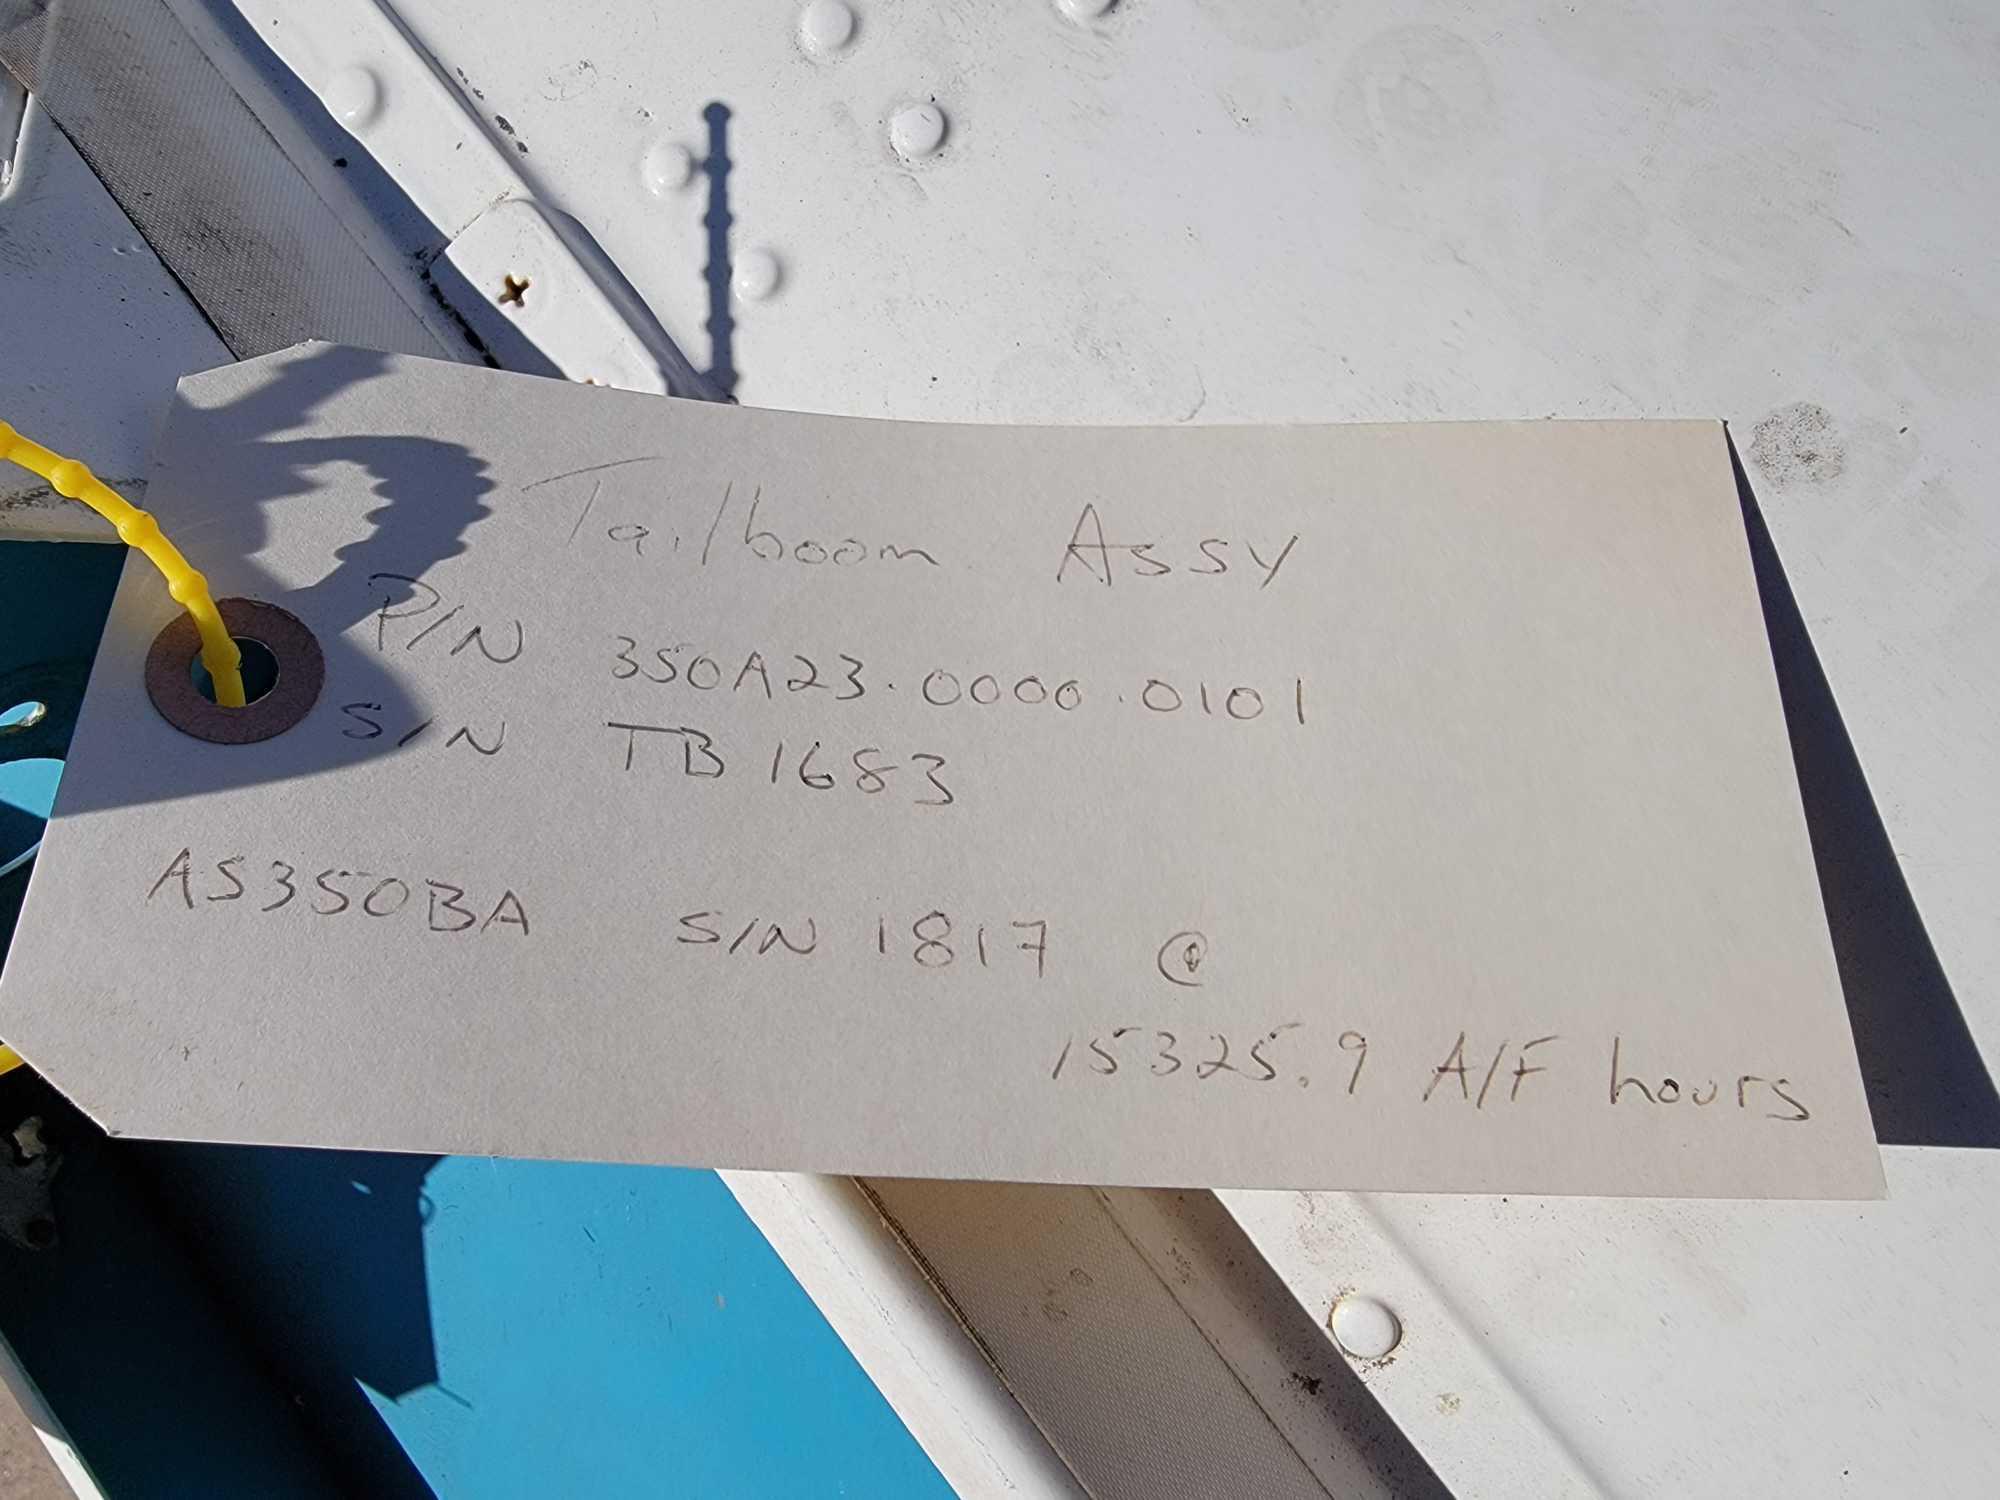 Tailboom Assy
P/N 350A23.0000.0101
S/N TB1683
AS350BA S/N 1817 @
15325.9 A/F hours